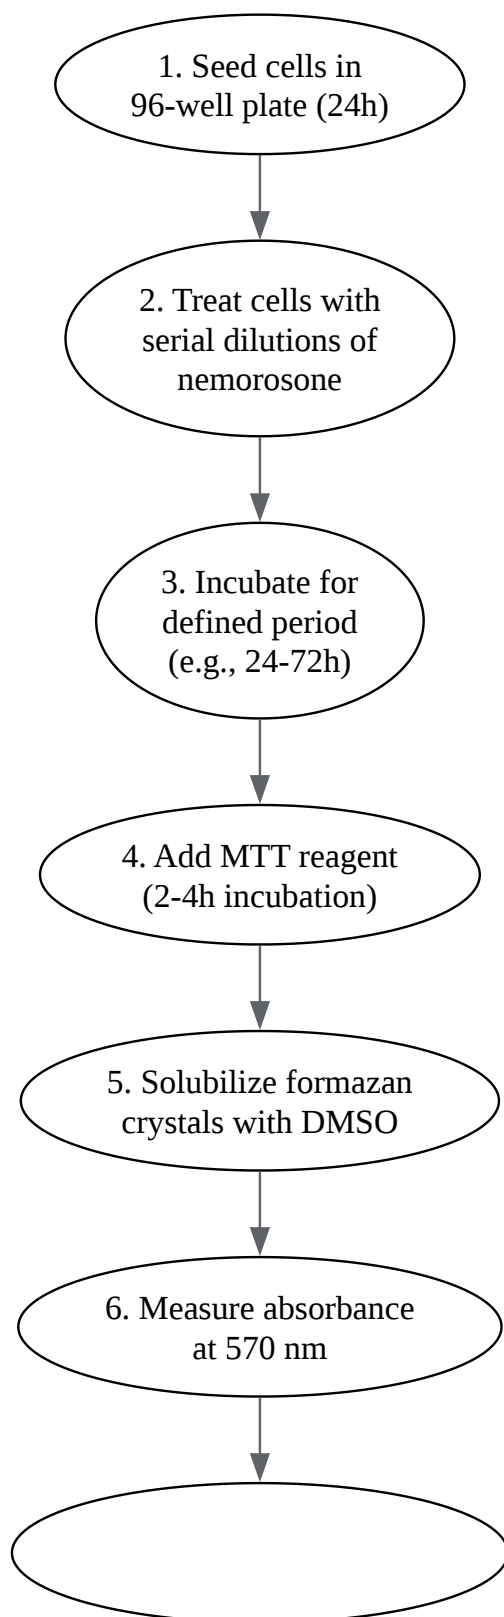 1. Seed cells in
96-well plate (24h)
2. Treat cells with
serial dilutions of
nemorosone
3. Incubate for
defined period
(e.g., 24-72h)
4. Add MTT reagent
(2-4h incubation)
5. Solubilize formazan
crystals with DMSO
6. Measure absorbance
at 570 nm